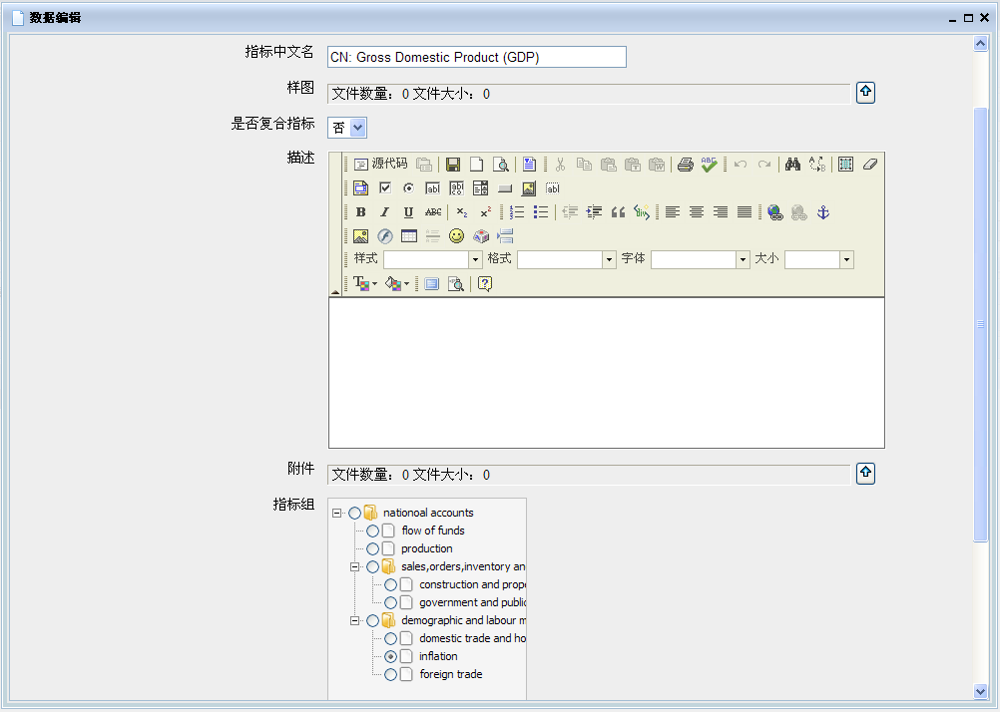 数据编辑
指标中文名 CN: Gross Domestic Product (GDP)
样图 文件数量：0 文件大小：0
是否复合指标 否
描述 源代码
样式 格式 字体 大小
附件 文件数量：0 文件大小：0
指标组
nationoal accounts
flow of funds
production
sales,orders,inventory an
construction and prope
government and public
demographic and labour m
domestic trade and ho
inflation
foreign trade